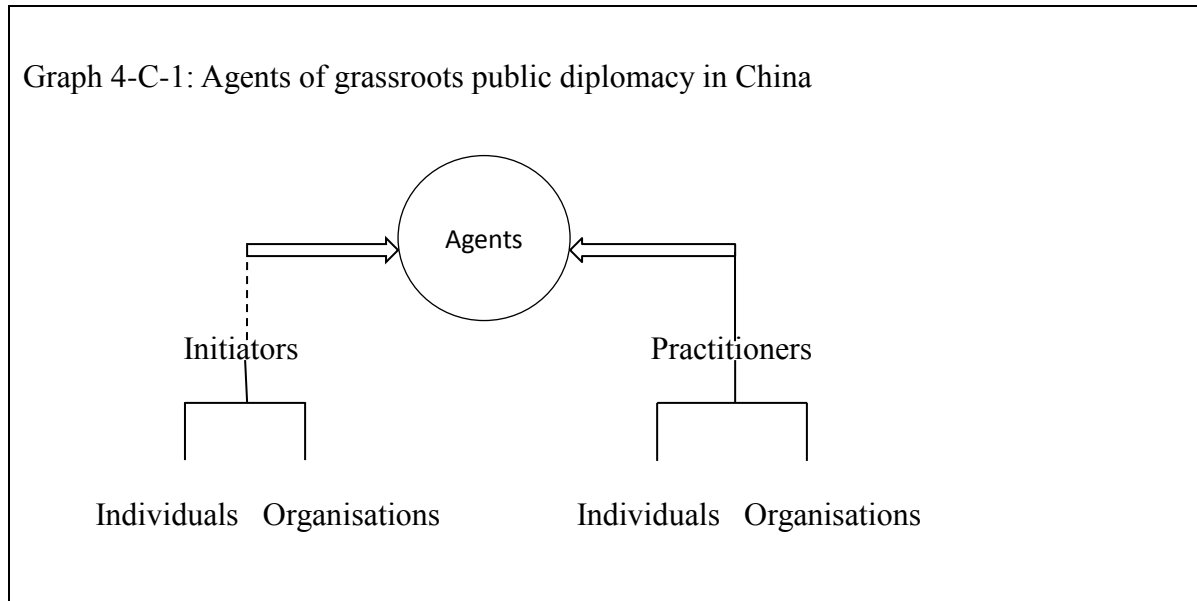 Graph 4-C-1: Agents of grassroots public diplomacy in China
Agents
Initiators Practitioners
Individuals Organisations Individuals Organisations